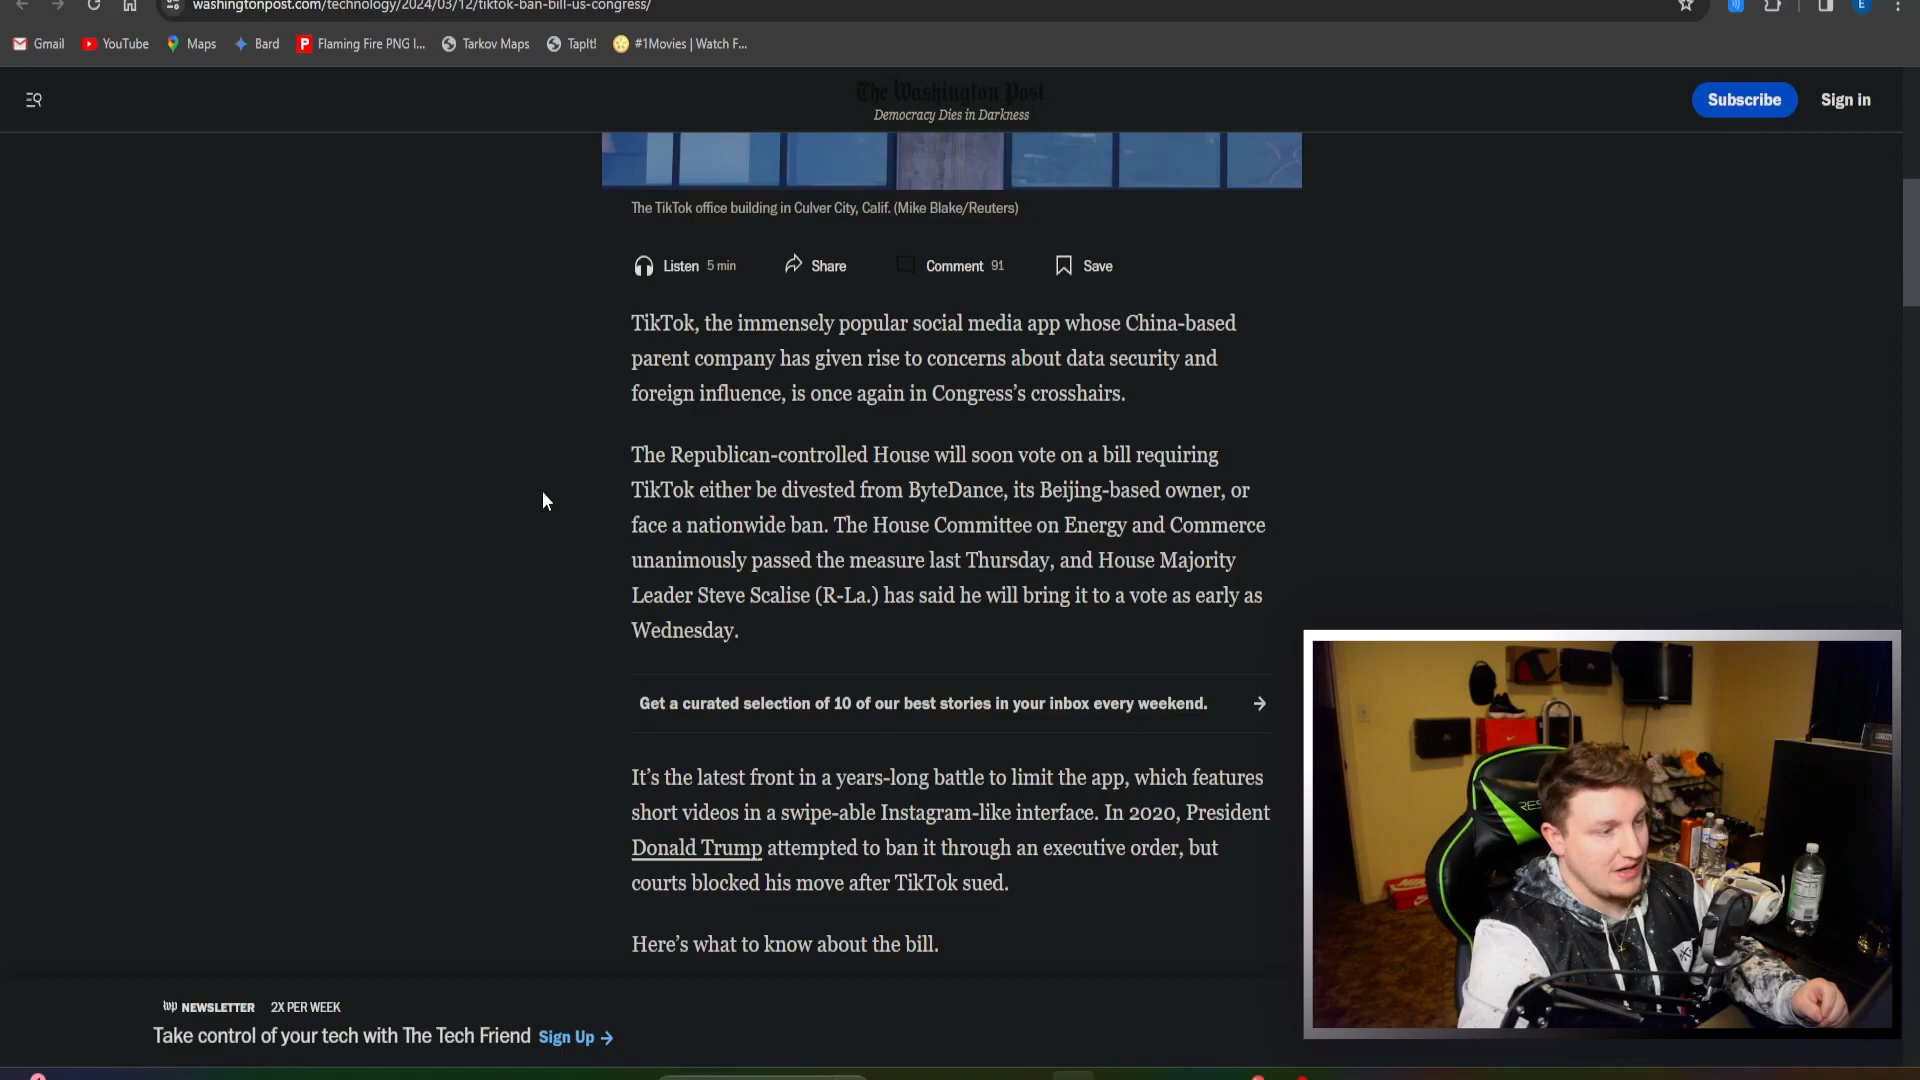 washingtonpost.com/technology/2024/03/12/tiktok-ban-bill-us-congress/
E
Gmail YouTube Maps Bard Flaming Fire PNG I... Tarkov Maps TapIt! #1Movies | Watch F...
The Washington Post
Democracy Dies in Darkness
Subscribe Sign in
The TikTok office building in Culver City, Calif. (Mike Blake/Reuters)
Listen 5 min Share Comment 91 Save
TikTok, the immensely popular social media app whose China-based
parent company has given rise to concerns about data security and
foreign influence, is once again in Congress’s crosshairs.
The Republican-controlled House will soon vote on a bill requiring
TikTok either be divested from ByteDance, its Beijing-based owner, or
face a nationwide ban. The House Committee on Energy and Commerce
unanimously passed the measure last Thursday, and House Majority
Leader Steve Scalise (R-La.) has said he will bring it to a vote as early as
Wednesday.
Get a curated selection of 10 of our best stories in your inbox every weekend.
It’s the latest front in a years-long battle to limit the app, which features
short videos in a swipe-able Instagram-like interface. In 2020, President
Donald Trump attempted to ban it through an executive order, but
courts blocked his move after TikTok sued.
Here’s what to know about the bill.
wp NEWSLETTER 2X PER WEEK
Take control of your tech with The Tech Friend Sign Up